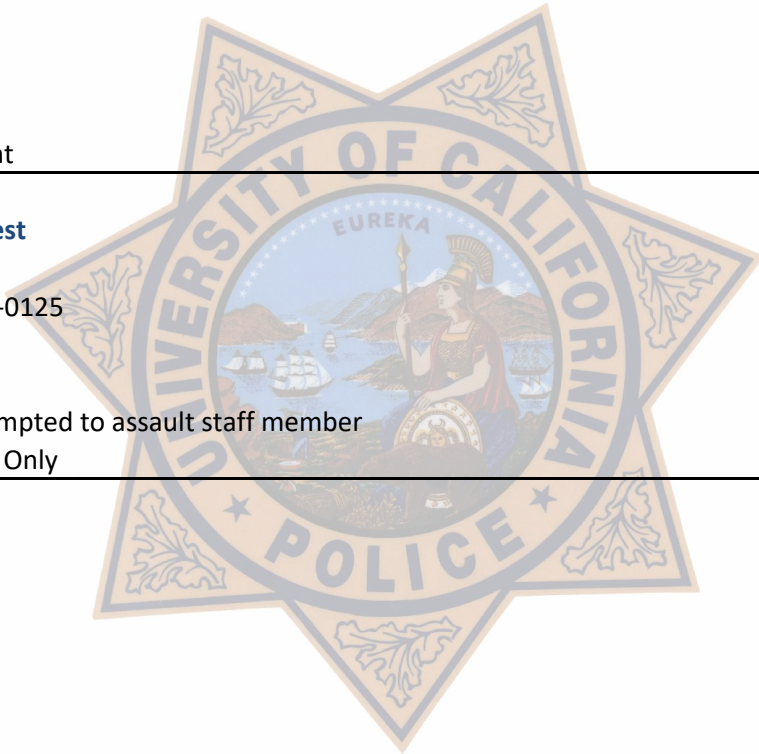 nt
est
-0125
mpted to assault staff member
Only
UNIVERSITY OF CALIFORNIA
EUREKA
POLICE